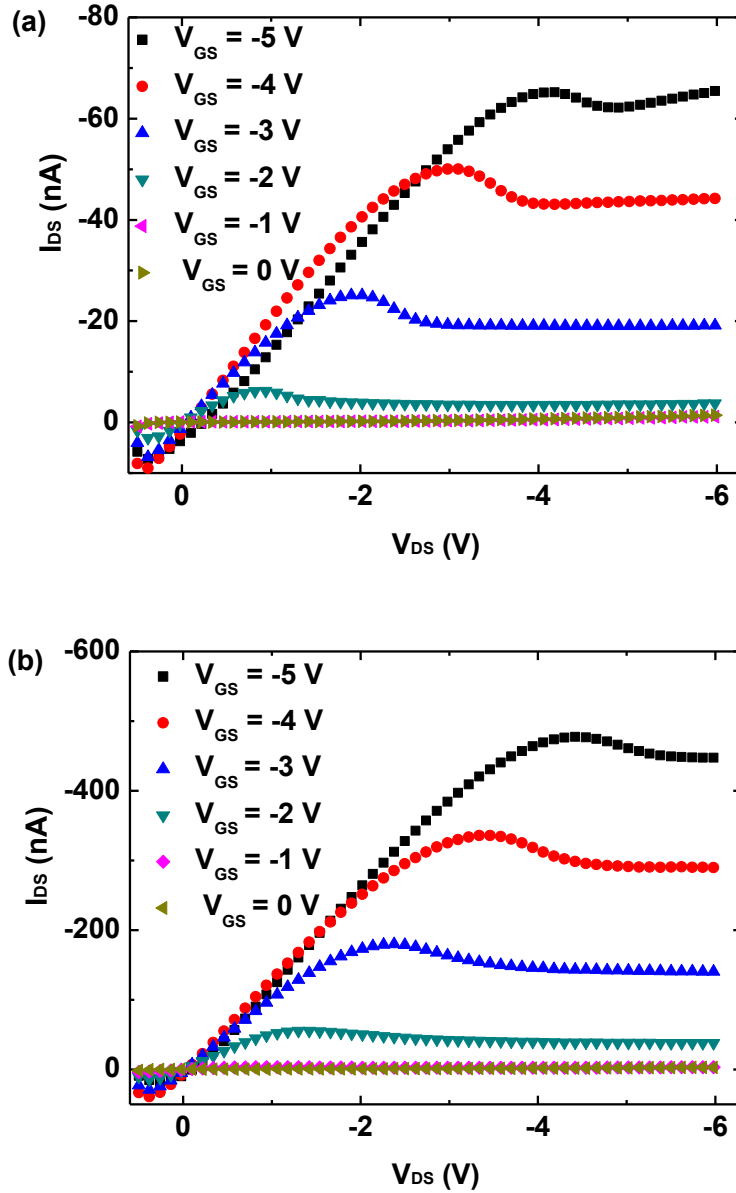 (a)
-80
-60
-40
-20
0
I_DS (nA)
V_GS = -5 V
V_GS = -4 V
V_GS = -3 V
V_GS = -2 V
V_GS = -1 V
V_GS = 0 V
0 -2 -4 -6
V_DS (V)
(b)
-600
-400
-200
0
I_DS (nA)
V_GS = -5 V
V_GS = -4 V
V_GS = -3 V
V_GS = -2 V
V_GS = -1 V
V_GS = 0 V
0 -2 -4 -6
V_DS (V)